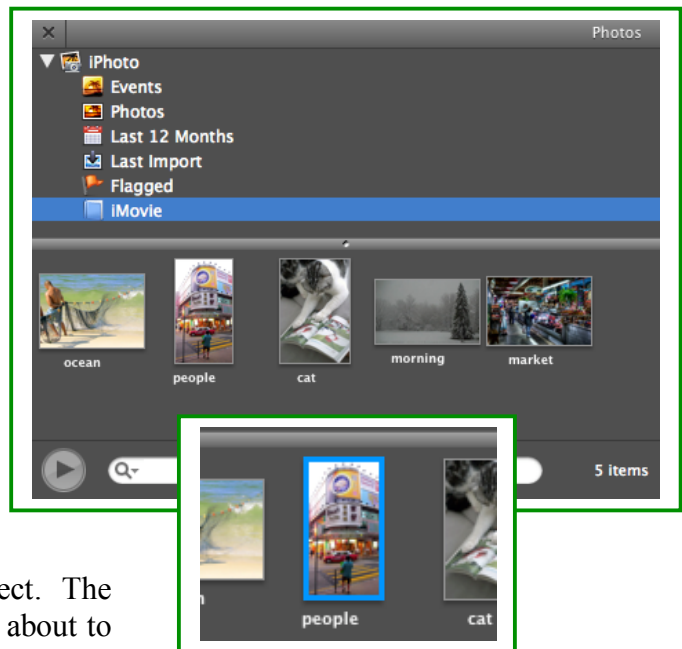 Photos
iPhoto
Events
Photos
Last 12 Months
Last Import
Flagged
iMovie
ocean
people
cat
morning
market
5 items
people
cat
ect. The
about to